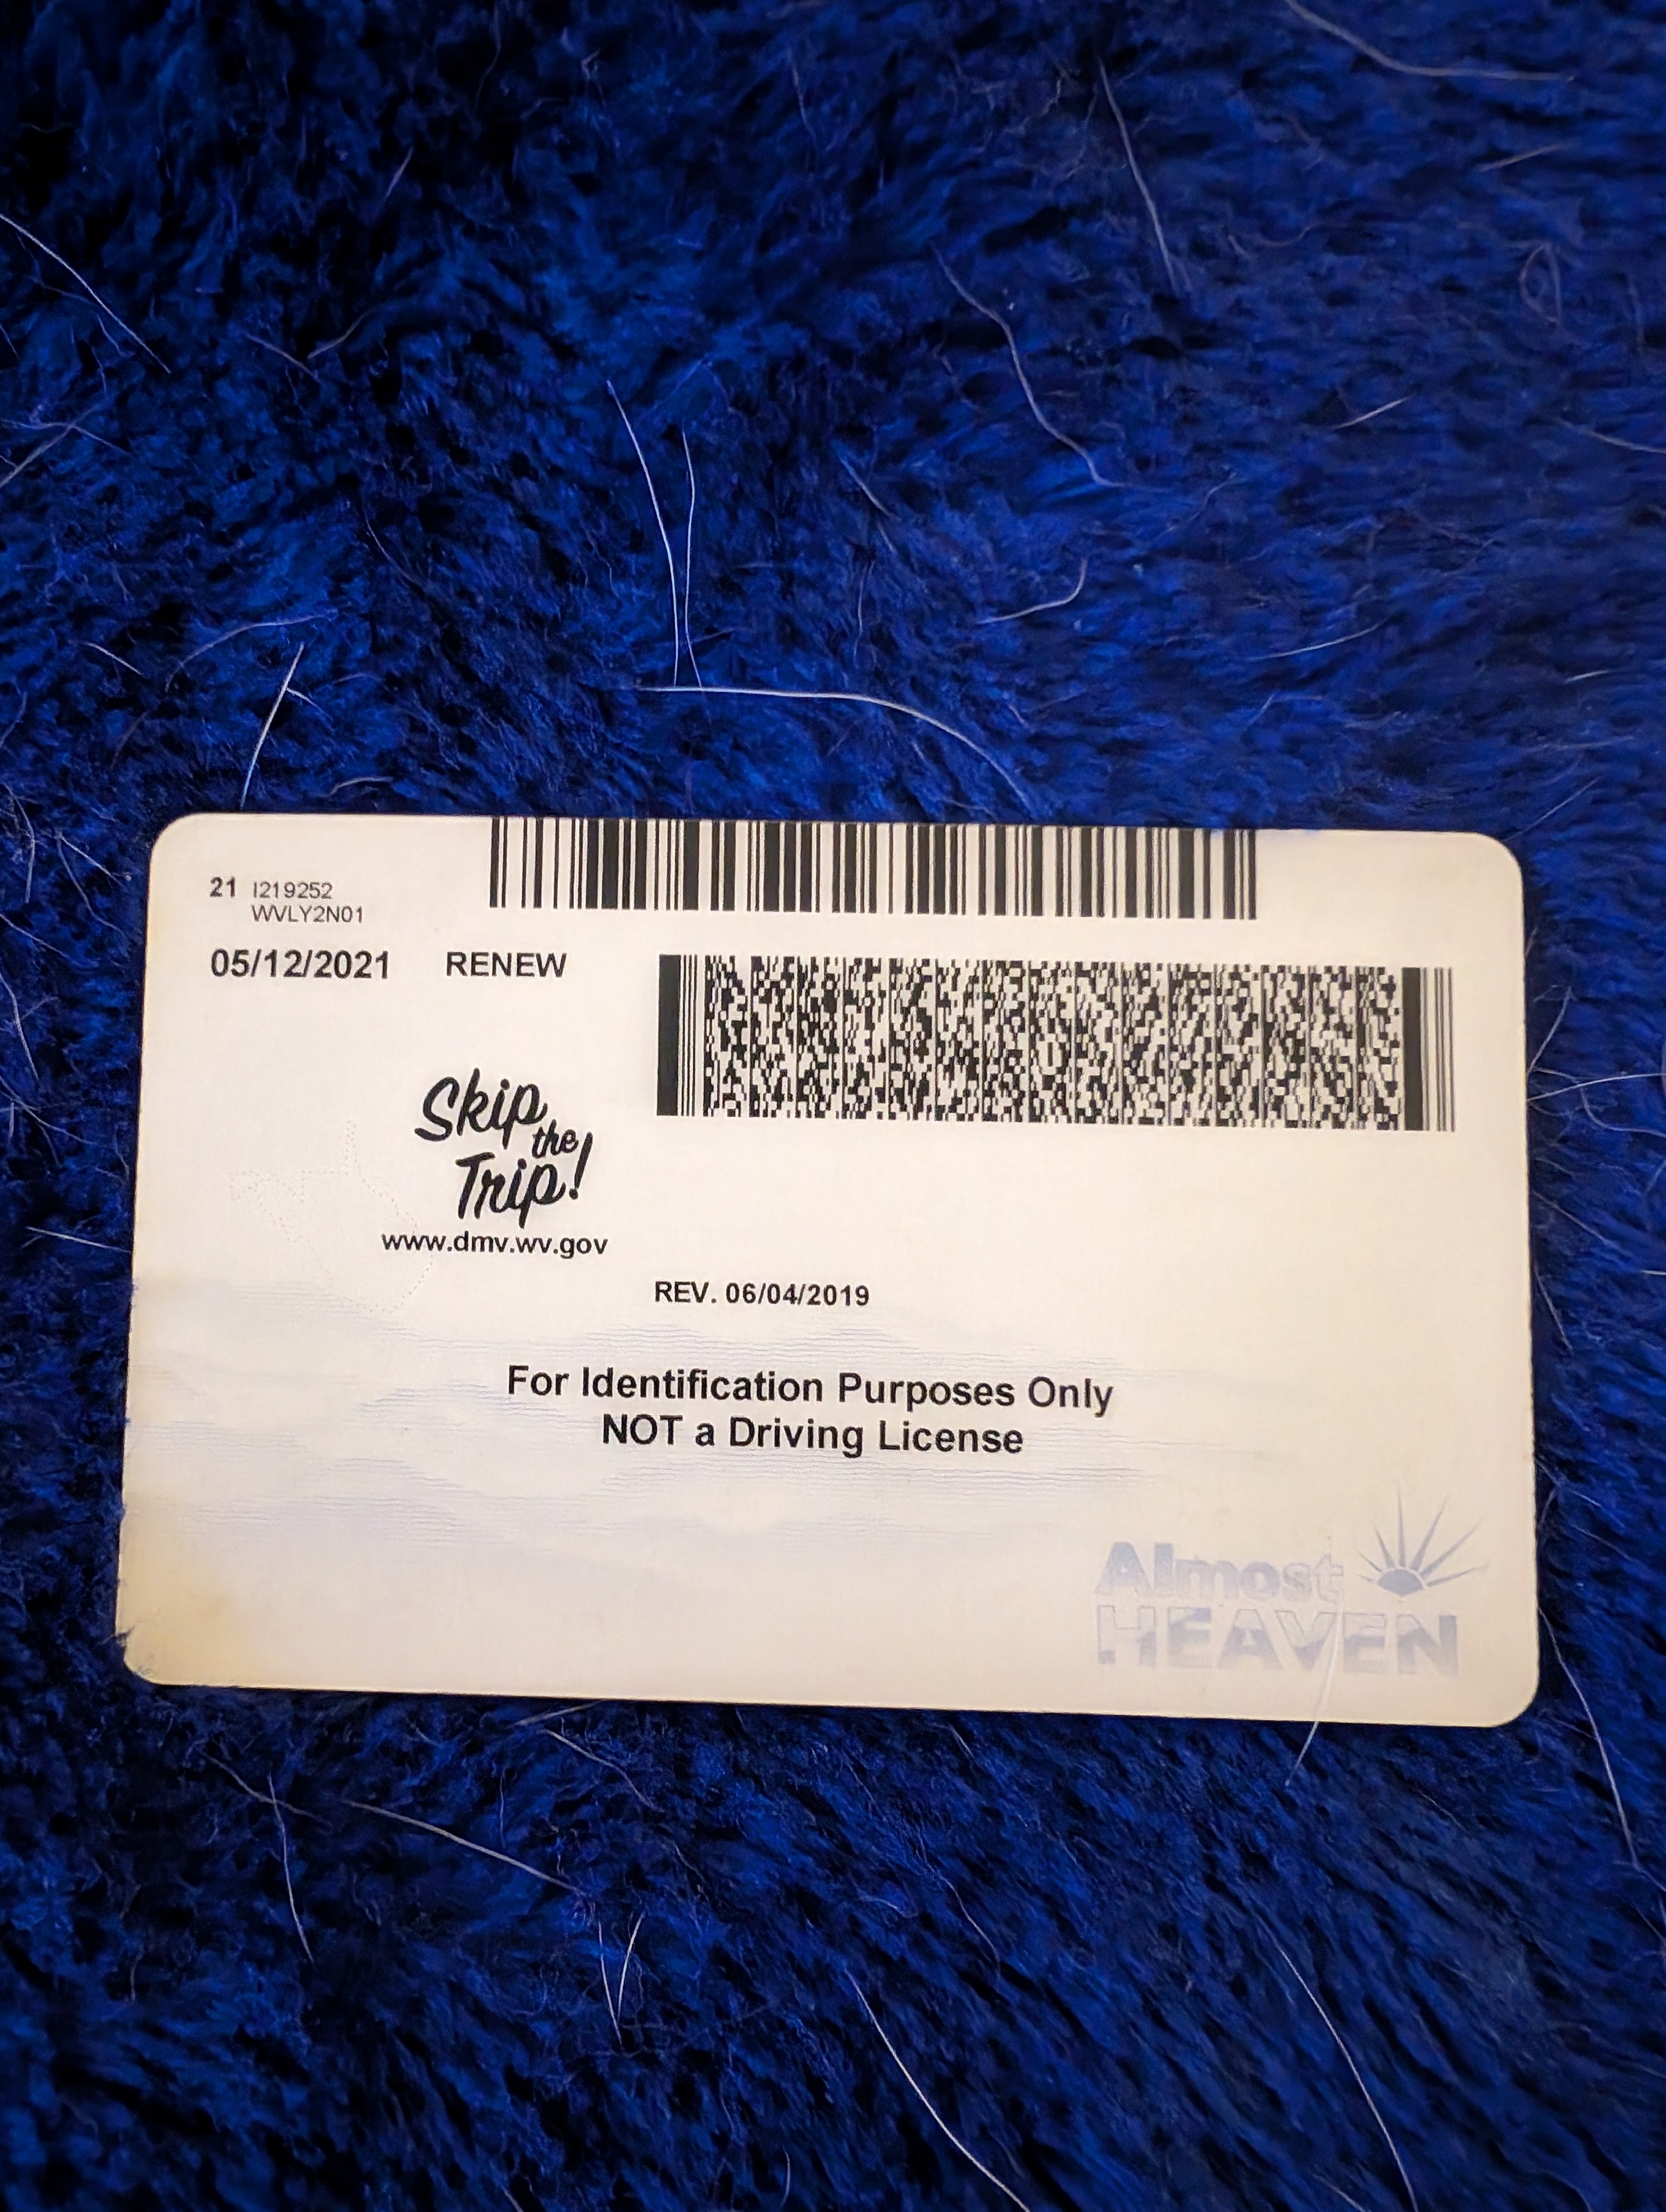 21 I219252
WVLY2N01
05/12/2021 RENEW
Skip
the
Trip!
www.dmv.wv.gov
REV. 06/04/2019
For Identification Purposes Only
NOT a Driving License
Almost
HEAVEN